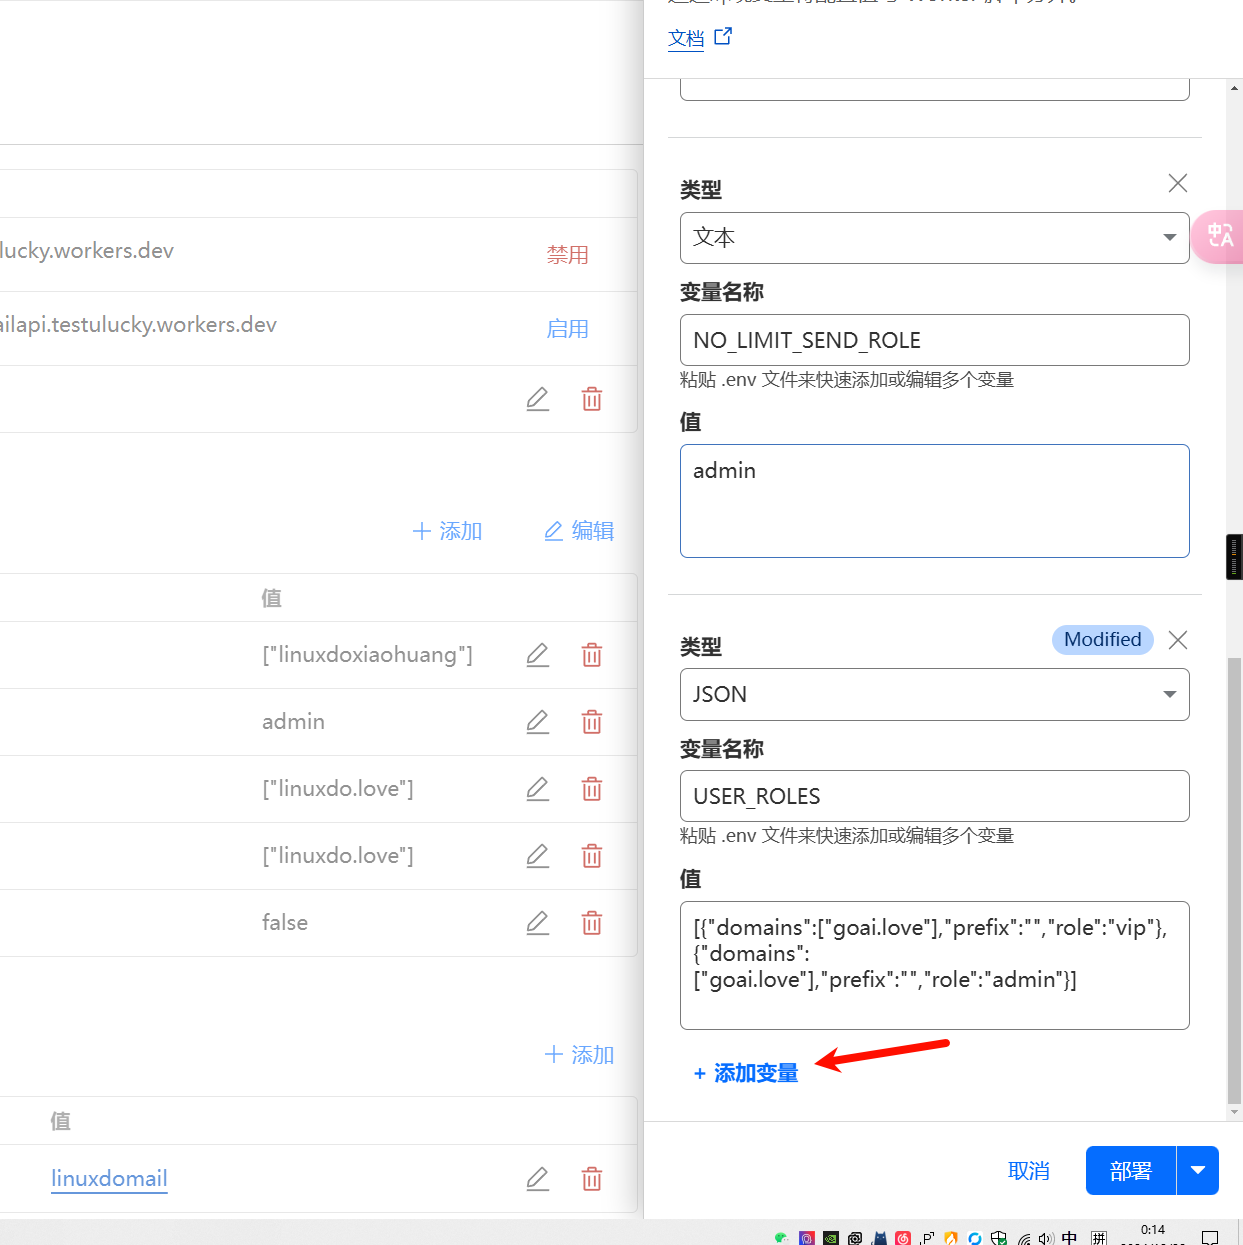 文档
类型
文本
变量名称
NO_LIMIT_SEND_ROLE
粘贴 .env 文件来快速添加或编辑多个变量
值
admin
类型
Modified
JSON
变量名称
USER_ROLES
粘贴 .env 文件来快速添加或编辑多个变量
值
[{"domains":["goai.love"],"prefix":"","role":"vip"},
{"domains":
["goai.love"],"prefix":"","role":"admin"}]
+ 添加变量
取消
部署
lucky.workers.dev
禁用
ailapi.testulucky.workers.dev
启用
+ 添加
编辑
值
["linuxdoxiaohuang"]
admin
["linuxdo.love"]
["linuxdo.love"]
false
+ 添加
值
linuxdomail
中
拼
0:14